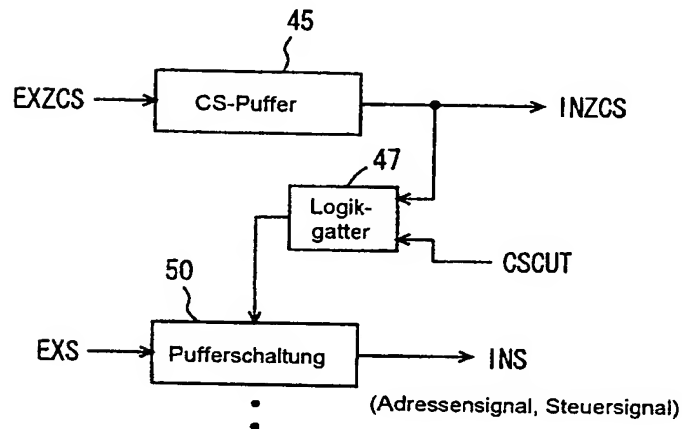 45
EXZCS
CS-Puffer
INZCS
47
Logik-
gatter
CSCUT
50
EXS
Pufferschaltung
INS
(Adressensignal, Steuersignal)